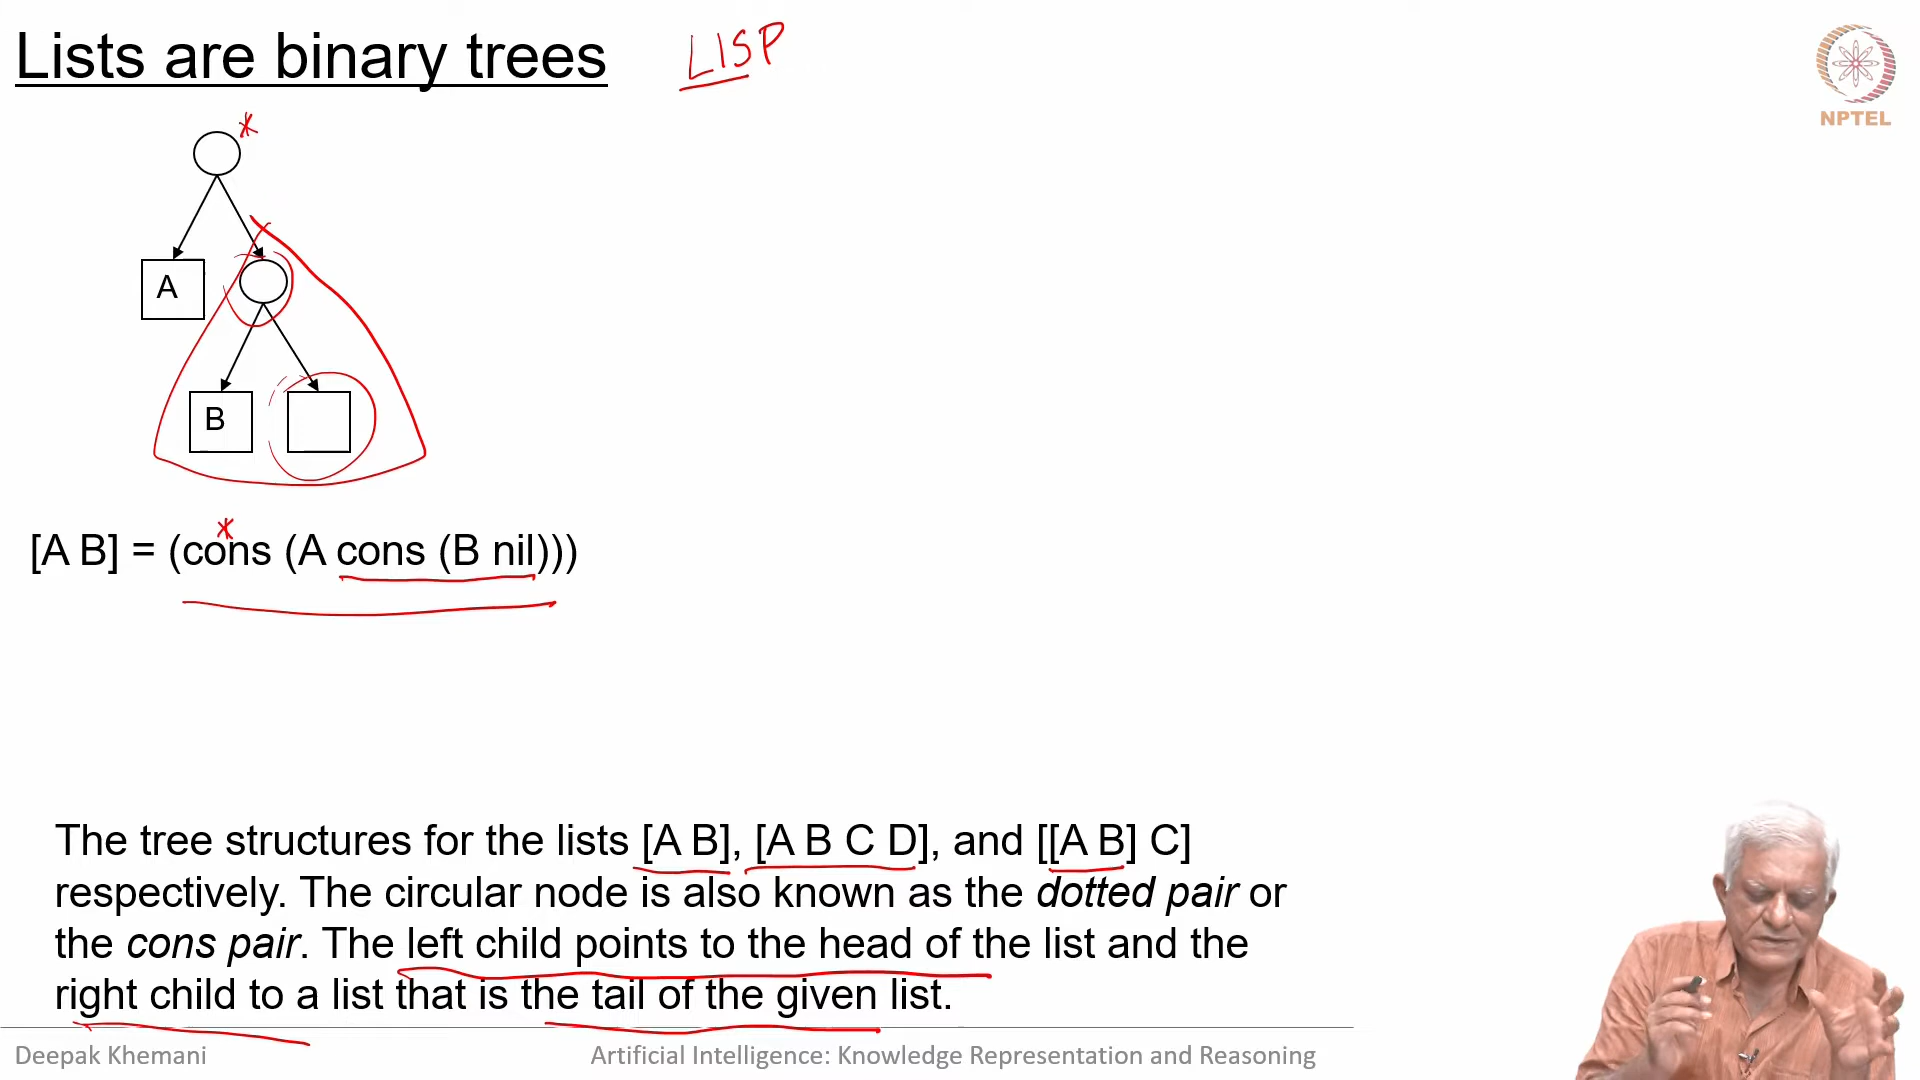 Lists are binary trees
LISP
NPTEL
A
B
[A B] = (cons (A cons (B nil)))
The tree structures for the lists [A B], [A B C D], and [[A B] C]
respectively. The circular node is also known as the dotted pair or
the cons pair. The left child points to the head of the list and the
right child to a list that is the tail of the given list.
Deepak Khemani
Artificial Intelligence: Knowledge Representation and Reasoning